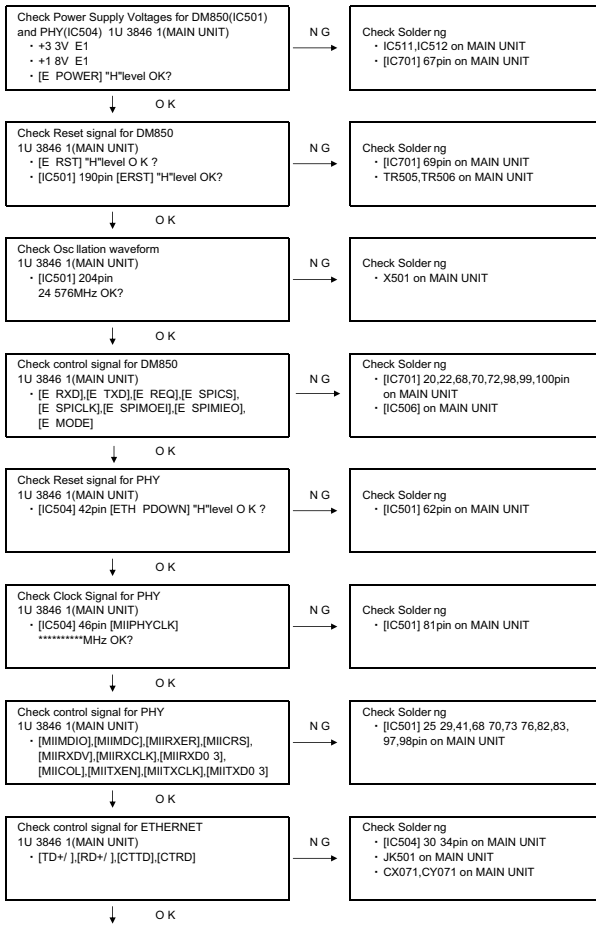 Check Power Supply Voltages for DM850(IC501)
and PHY(IC504) 1U 3846 1(MAIN UNIT)
・ +3 3V E1
・ +1 8V E1
・ [E POWER] "H"level OK?
N G
Check Solder ng
・ IC511,IC512 on MAIN UNIT
・ [IC701] 67pin on MAIN UNIT
O K
Check Reset signal for DM850
1U 3846 1(MAIN UNIT)
・ [E RST] "H"level O K ?
・ [IC501] 190pin [ERST] "H"level OK?
N G
Check Solder ng
・ [IC701] 69pin on MAIN UNIT
・ TR505,TR506 on MAIN UNIT
O K
Check Osc llation waveform
1U 3846 1(MAIN UNIT)
・ [IC501] 204pin
24 576MHz OK?
N G
Check Solder ng
・ X501 on MAIN UNIT
O K
Check control signal for DM850
1U 3846 1(MAIN UNIT)
・ [E RXD],[E TXD],[E REQ],[E SPICS],
[E SPICLK],[E SPIMOEI],[E SPIMIEO],
[E MODE]
N G
Check Solder ng
・ [IC701] 20,22,68,70,72,98,99,100pin
on MAIN UNIT
・ [IC506] on MAIN UNIT
O K
Check Reset signal for PHY
1U 3846 1(MAIN UNIT)
・ [IC504] 42pin [ETH PDOWN] "H"level O K ?
N G
Check Solder ng
・ [IC501] 62pin on MAIN UNIT
O K
Check Clock Signal for PHY
1U 3846 1(MAIN UNIT)
・ [IC504] 46pin [MIIPHYCLK]
**********MHz OK?
N G
Check Solder ng
・ [IC501] 81pin on MAIN UNIT
O K
Check control signal for PHY
1U 3846 1(MAIN UNIT)
・ [MIIMDIO],[MIIMDC],[MIIRXER],[MIICRS],
[MIIRXDV],[MIIRXCLK],[MIIRXD0 3],
[MIICOL],[MIITXEN],[MIITXCLK],[MIITXD0 3]
N G
Check Solder ng
・ [IC501] 25 29,41,68 70,73 76,82,83,
97,98pin on MAIN UNIT
O K
Check control signal for ETHERNET
1U 3846 1(MAIN UNIT)
・ [TD+/ ],[RD+/ ],[CTTD],[CTRD]
N G
Check Solder ng
・ [IC504] 30 34pin on MAIN UNIT
・ JK501 on MAIN UNIT
・ CX071,CY071 on MAIN UNIT
O K